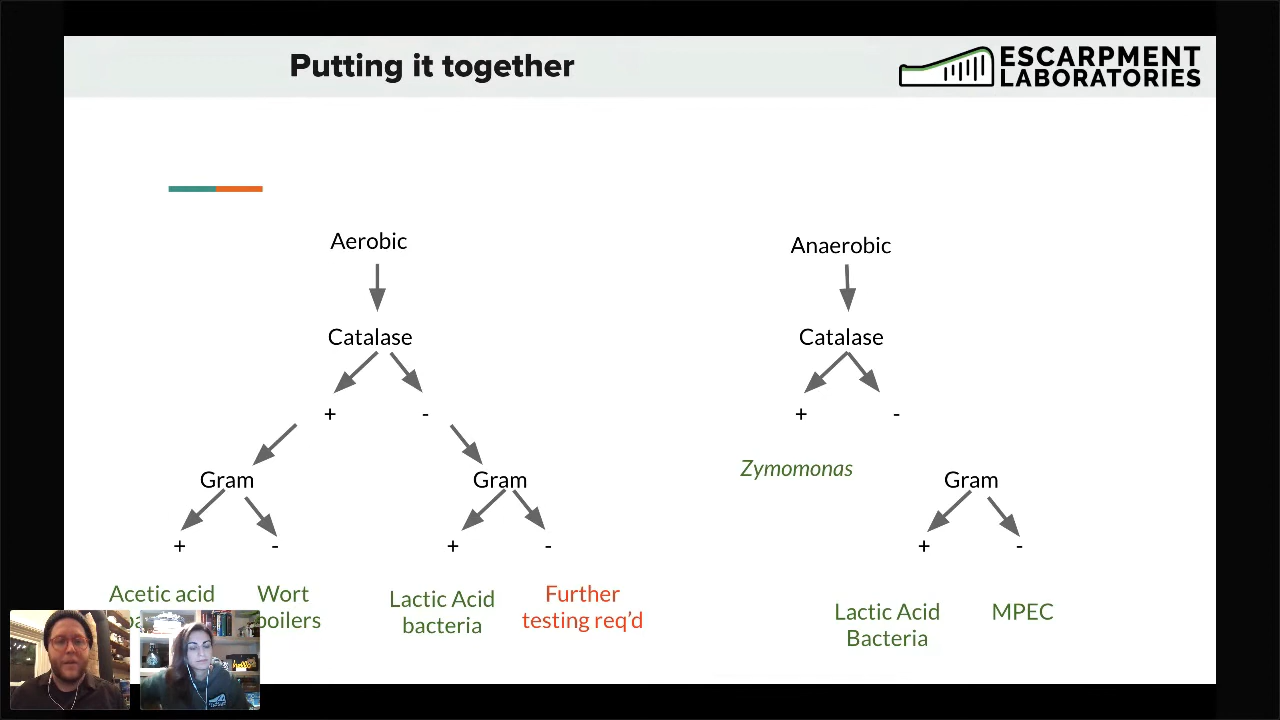 Putting it together
ESCARPMENT
LABORATORIES
Aerobic
Anaerobic
Catalase
Catalase
+
-
+
-
Gram
Gram
Zymomonas
Gram
+
-
+
-
+
-
Acetic acid
Wort
Lactic Acid
bacteria
Further
testing req'd
Lactic Acid
Bacteria
MPEC